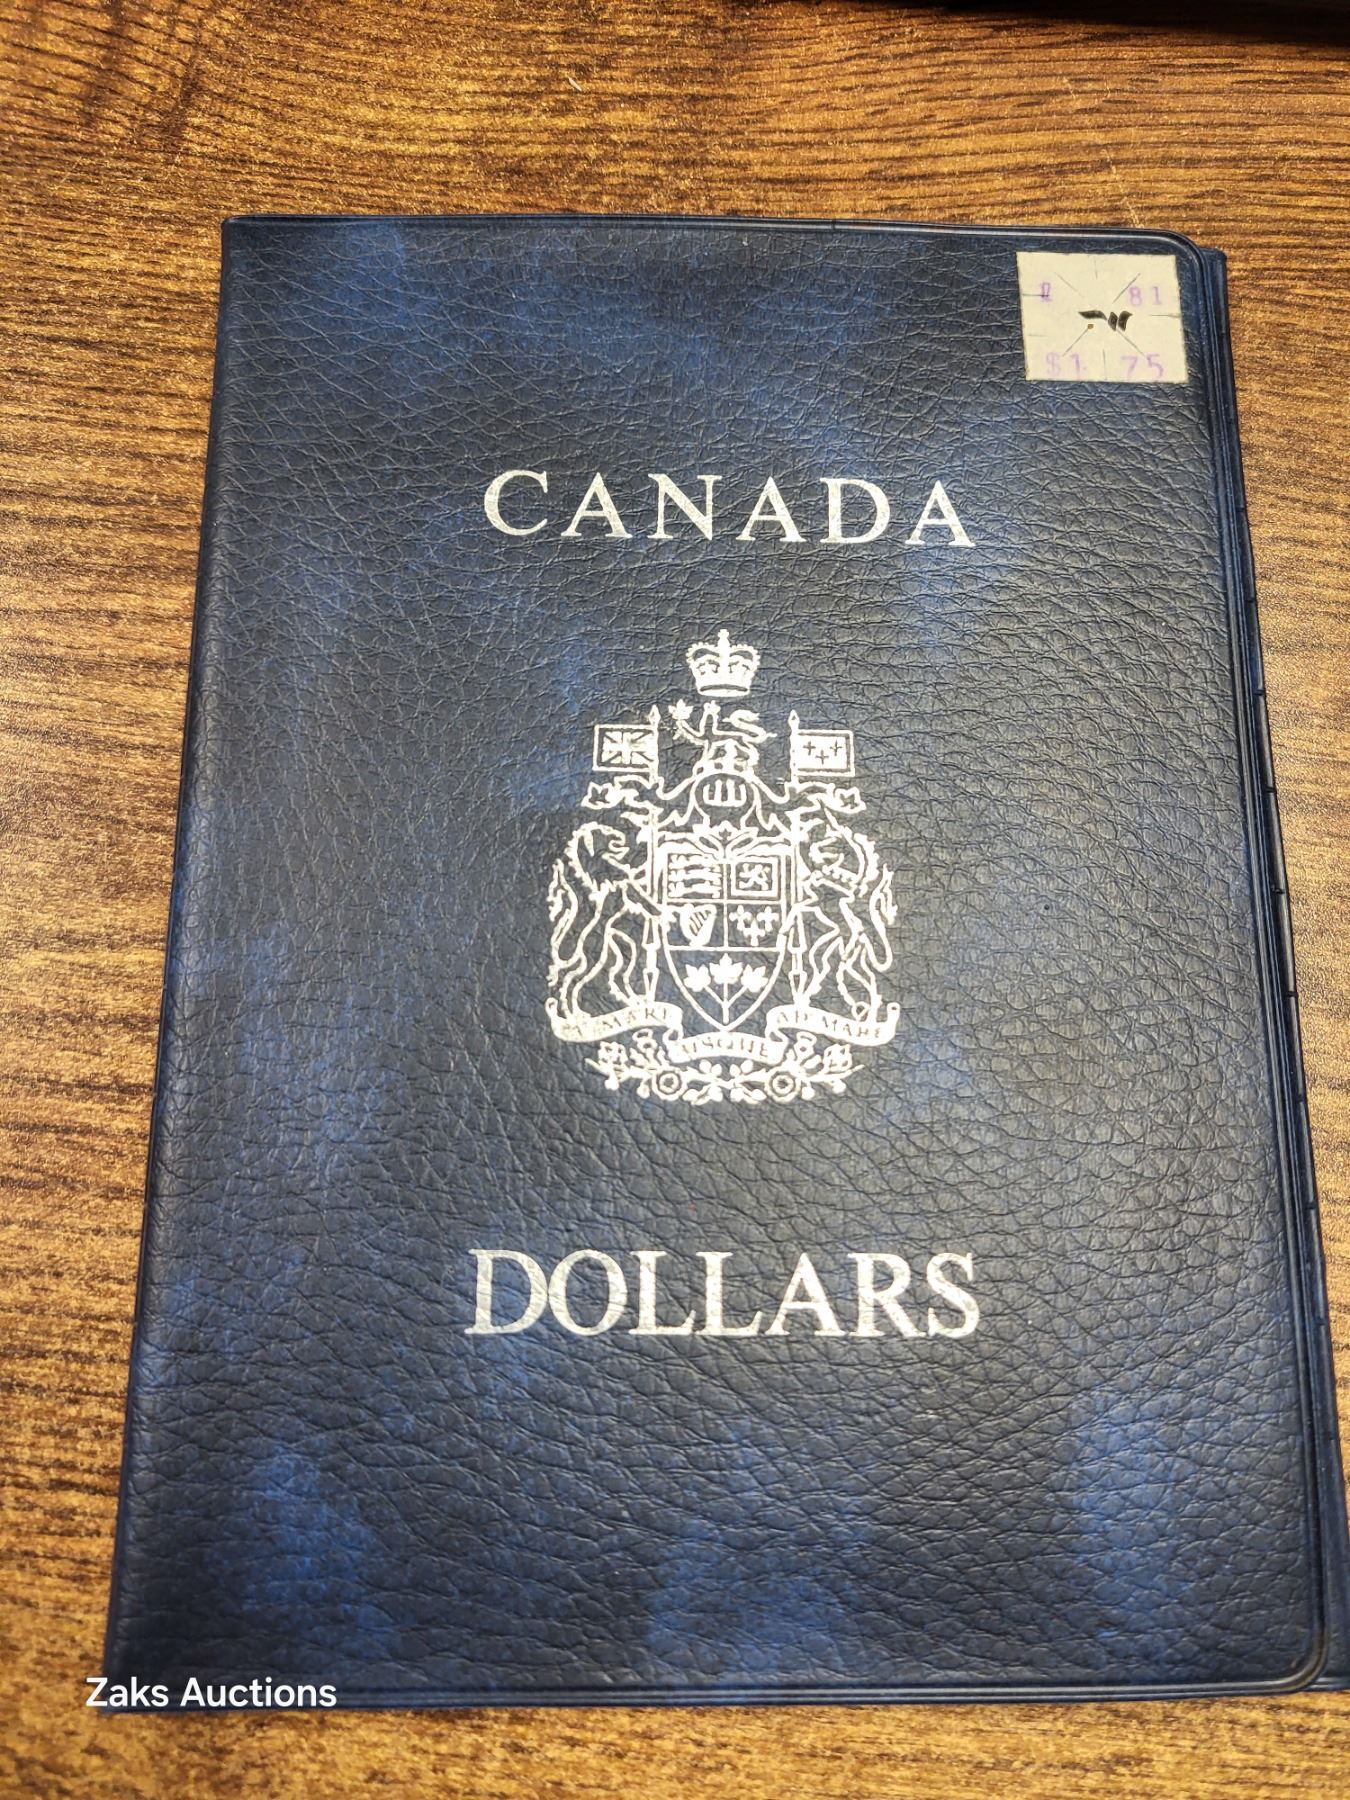 81
$1 75
CANADA
A MARI USQUE AD MARE
DOLLARS
Zaks Auctions